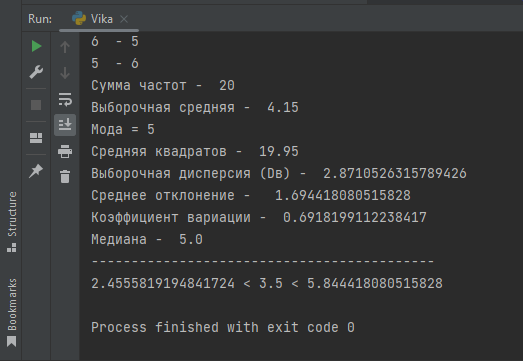 Run: Vika
6 - 5
5 - 6
Сумма частот - 20
Выборочная средняя - 4.15
Мода = 5
Средняя квадратов - 19.95
Выборочная дисперсия (Dв) - 2.8710526315789426
Среднее отклонение - 1.694418080515828
Коэффициент вариации - 0.6918199112238417
Медиана - 5.0
-------------------------------------------
2.4555819194841724 < 3.5 < 5.844418080515828
Process finished with exit code 0
Structure
Bookmarks